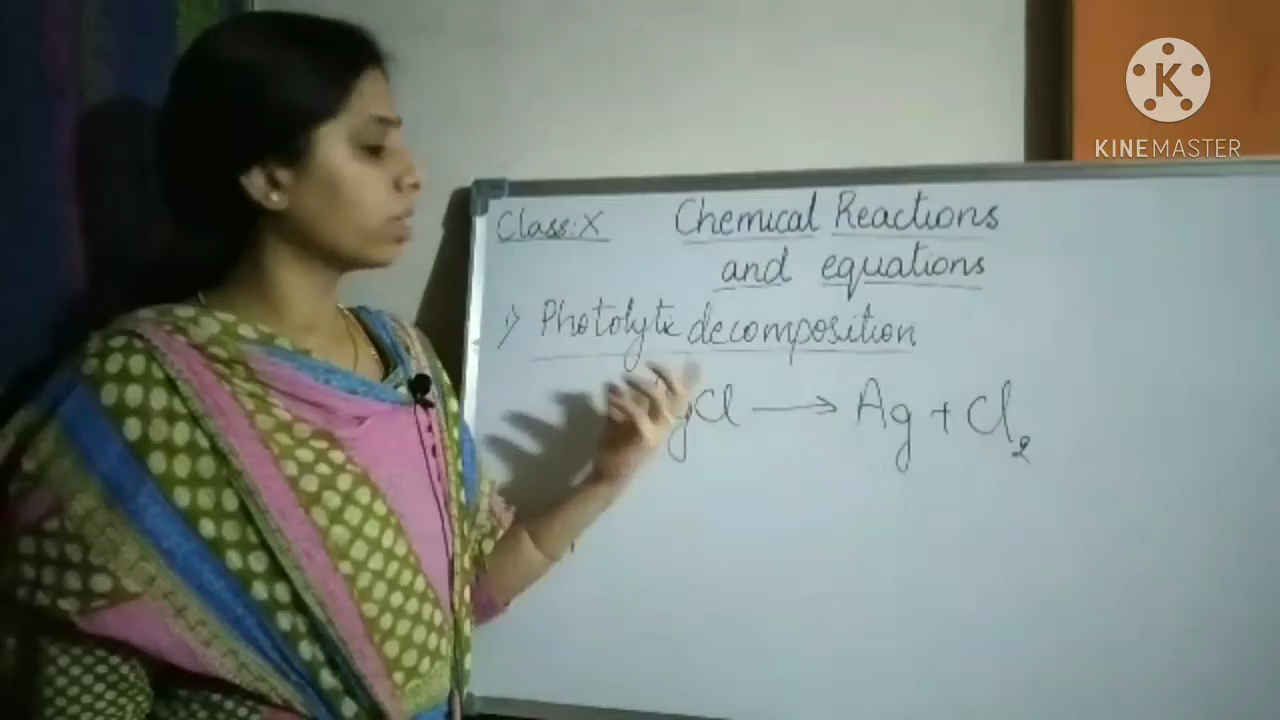 K
KINEMASTER
Class:X
Chemical Reactions
and equations
Photolytic decomposition
gCl → Ag + Cl₂